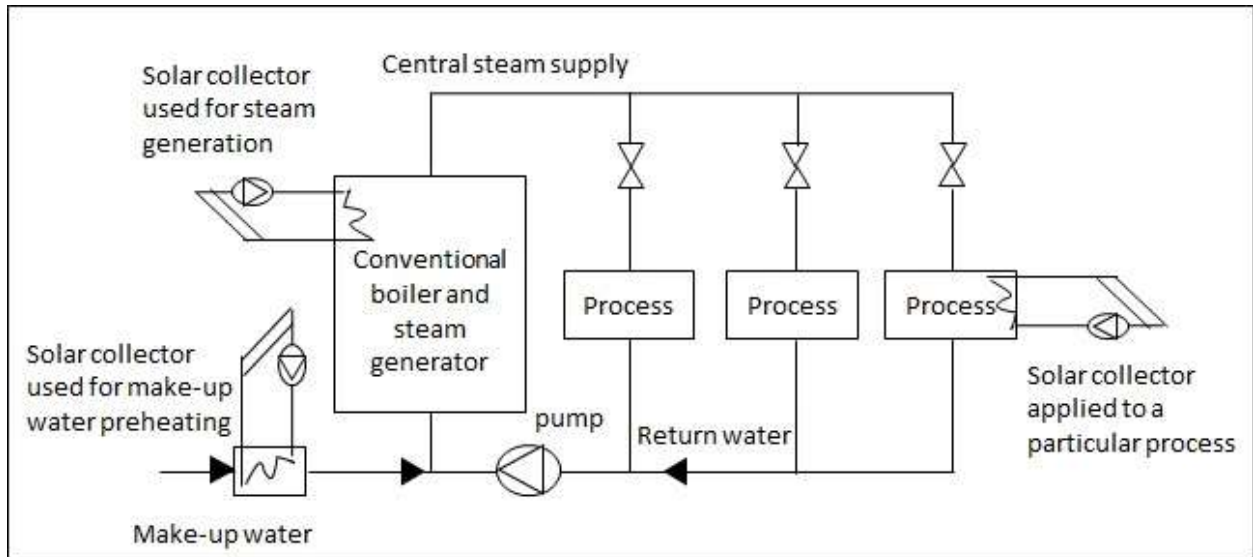 Central steam supply
Solar collector
used for steam
generation
Conventional
boiler and
steam
generator
Process
Process
Process
Solar collector
used for make-up
water preheating
pump
Return water
Solar collector
applied to a
particular process
Make-up water